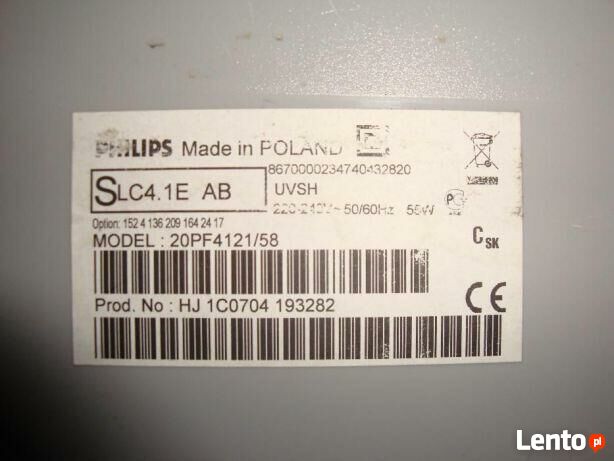 PHILIPS Made in POLAND
8670000234740432820
SLC4.1E AB
UVSH
220-240V~ 50/60Hz 55W
Option: 152 4 136 209 164 24 17
MODEL : 20PF4121/58
CSK
Prod. No : HJ 1C0704 193282
CE
Lento.pl